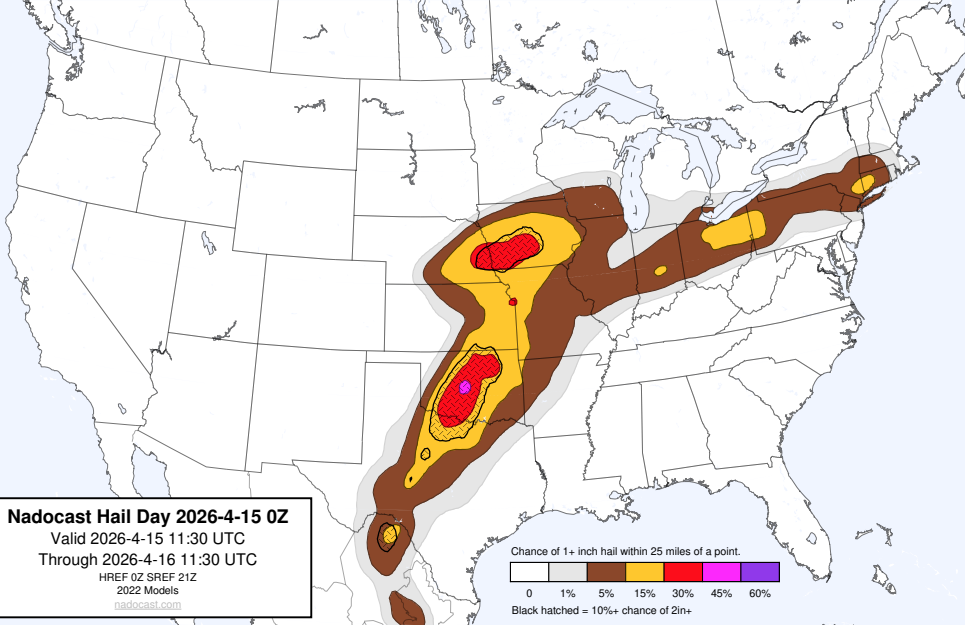 Nadocast Hail Day 2026-4-15 0Z
Valid 2026-4-15 11:30 UTC
Through 2026-4-16 11:30 UTC
HREF 0Z SREF 21Z
2022 Models
nadocast.com
Chance of 1+ inch hail within 25 miles of a point.
0 1% 5% 15% 30% 45% 60%
Black hatched = 10%+ chance of 2in+